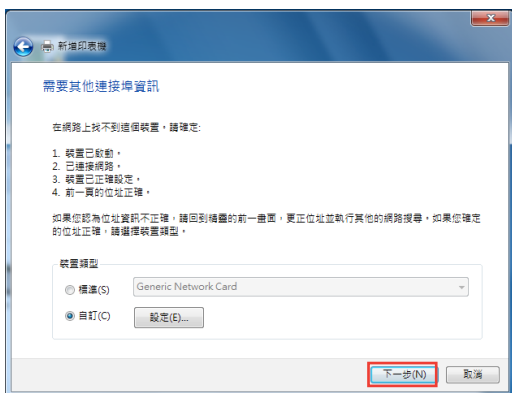 新增印表機
需要其他連接埠資訊
在網路上找不到這個裝置，請確定:
1. 裝置已啟動。
2. 已連接網路。
3. 裝置已正確設定。
4. 前一頁的位址正確。
如果您認為位址資訊不正確，請回到精靈的前一畫面，更正位址並執行其他的網路搜尋。如果您確定
的位址正確，請選擇裝置類型。
裝置類型
標準(S)
Generic Network Card
自訂(C)
設定(E)...
下一步(N)
取消